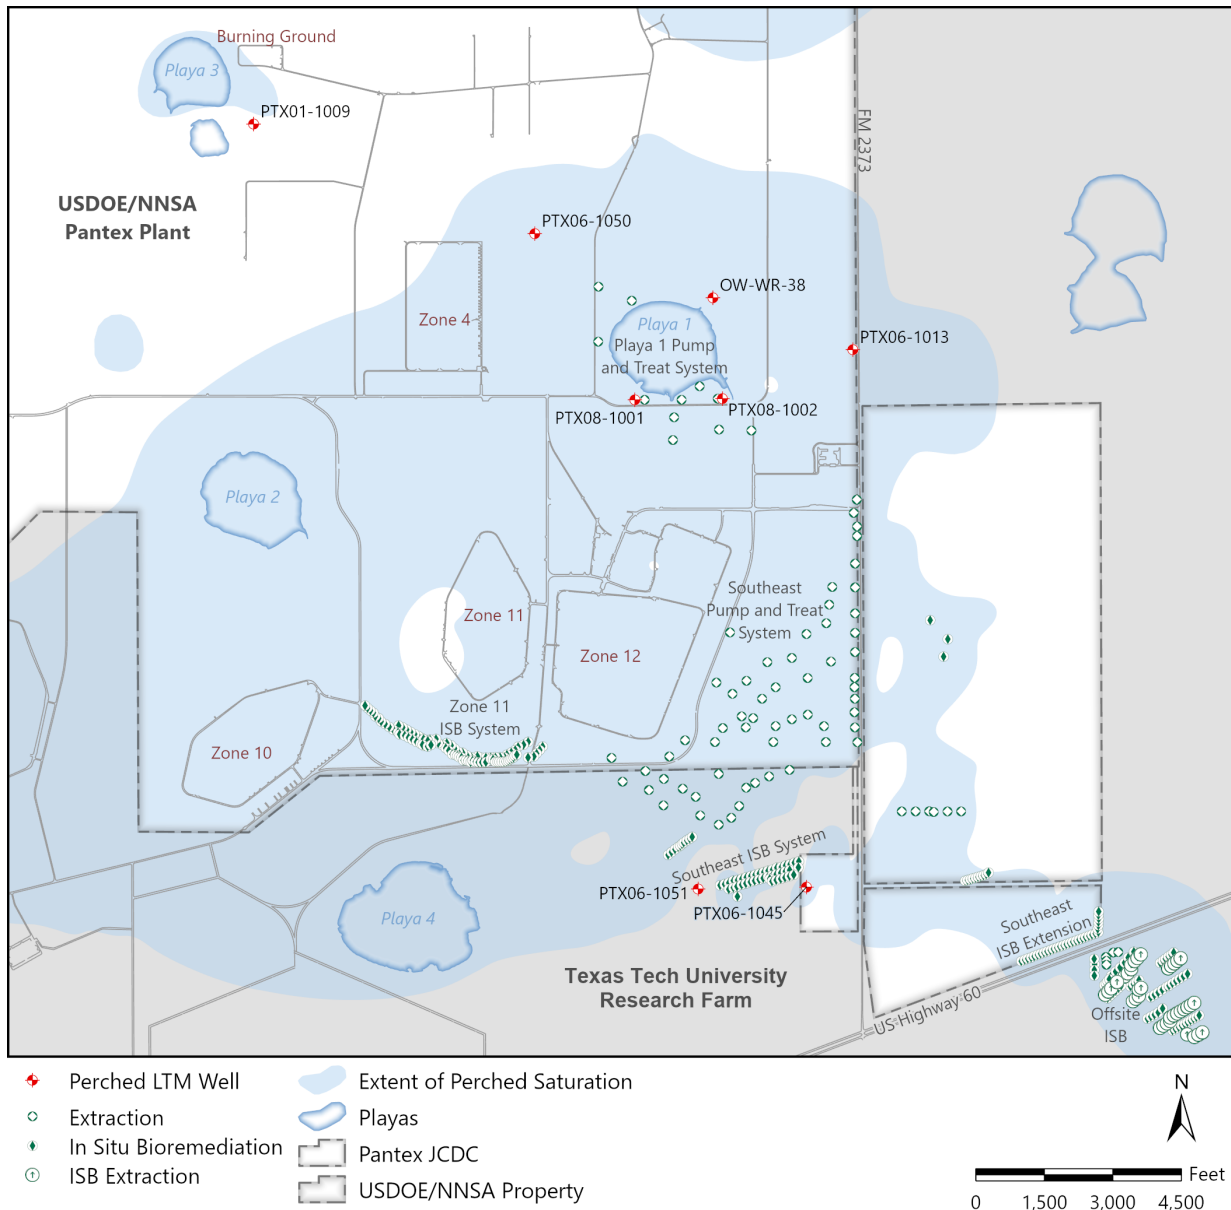 Burning Ground
Playa 3
PTX01-1009
FM 2373
USDOE/NNSA
Pantex Plant
PTX06-1050
OW-WR-38
Zone 4
Playa 1
Playa 1 Pump
and Treat System
PTX06-1013
PTX08-1001
PTX08-1002
Playa 2
Southeast
Pump and Treat
System
Zone 11
Zone 12
Zone 11
ISB System
Zone 10
Southeast ISB System
PTX06-1051
PTX06-1045
Playa 4
Southeast
ISB Extension
Texas Tech University
Research Farm
US Highway 60
Offsite
ISB
Perched LTM Well
Extraction
In Situ Bioremediation
ISB Extraction
Extent of Perched Saturation
Playas
Pantex JCDC
USDOE/NNSA Property
N
Feet
0 1,500 3,000 4,500